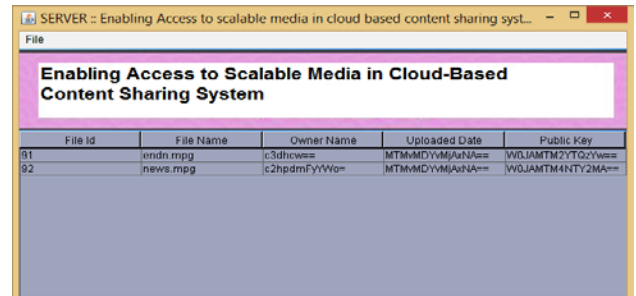 SERVER :: Enabling Access to scalable media in cloud based content sharing syst...
File
Enabling Access to Scalable Media in Cloud-Based
Content Sharing System
File Id File Name Owner Name Uploaded Date Public Key
91 endn.mpg c3dhcw== MTMvMDYvMjAxNA== W0JAMTM2YTQzYw==
92 news.mpg c2hpdmFyYWo= MTMvMDYvMjAxNA== W0JAMTM4NTY2MA==